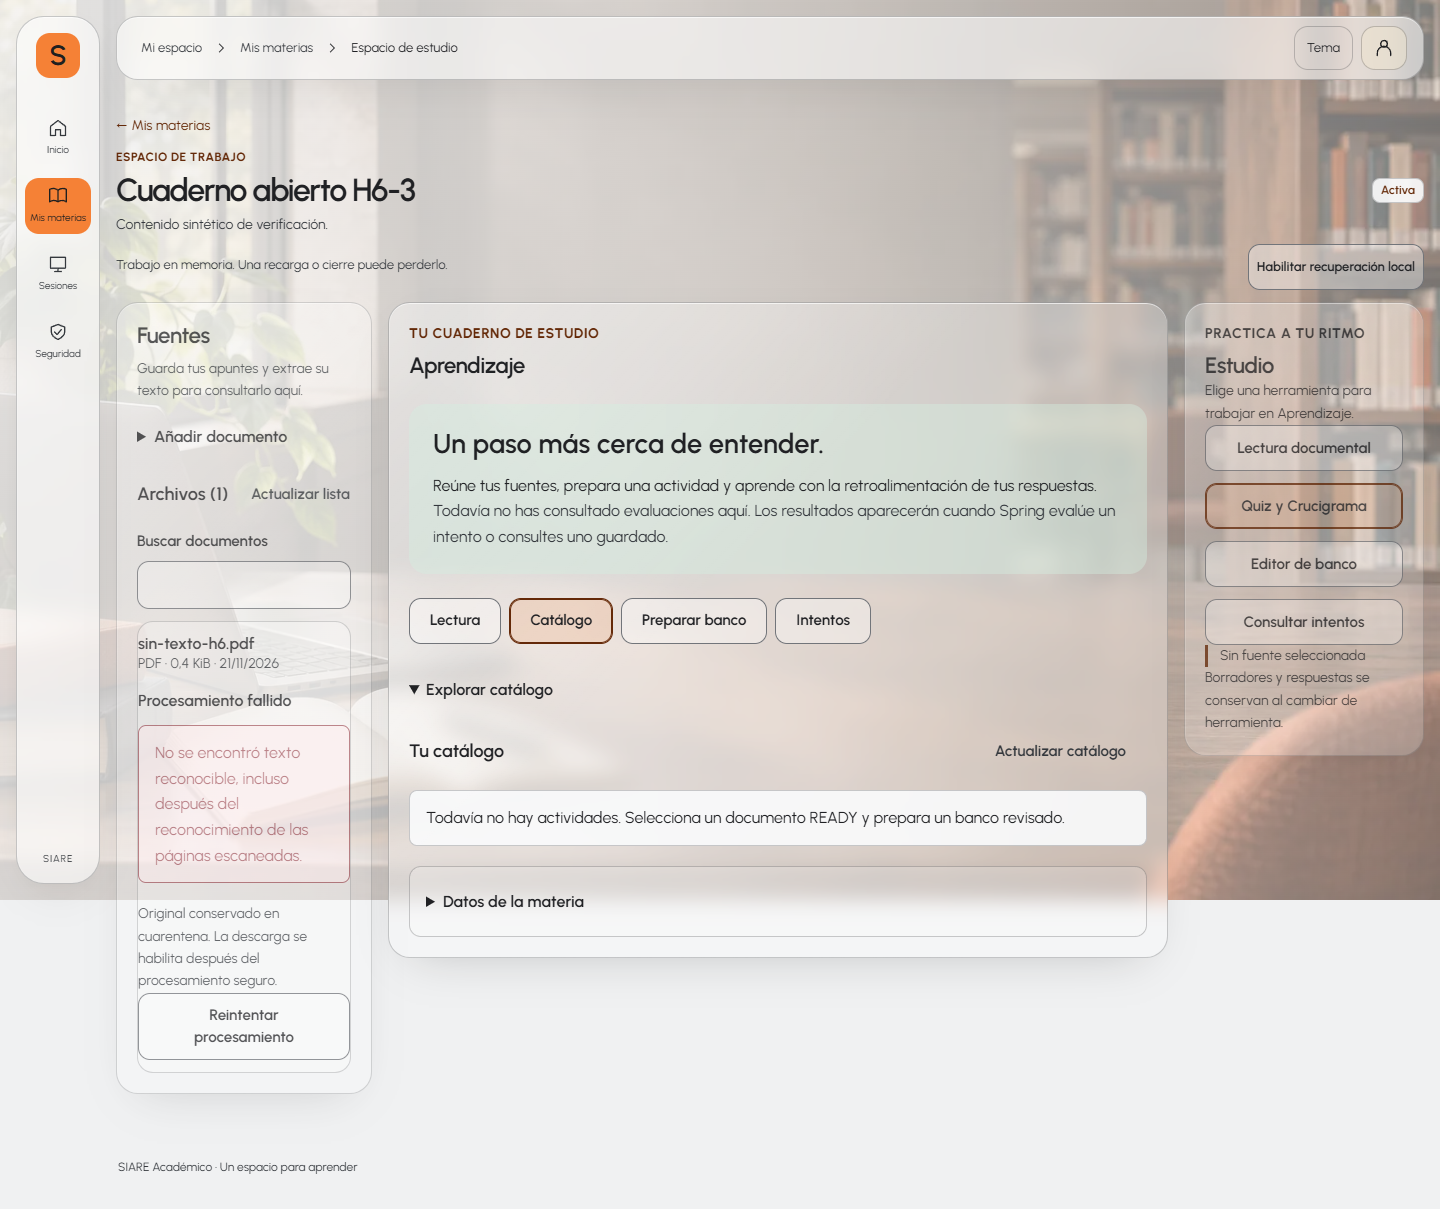 S
Inicio
Mis materias
Sesiones
Seguridad
SIARE
Mi espacio > Mis materias > Espacio de estudio
Tema
← Mis materias
ESPACIO DE TRABAJO
Cuaderno abierto H6-3
Activa
Contenido sintético de verificación.
Trabajo en memoria. Una recarga o cierre puede perderlo.
Habilitar recuperación local
Fuentes
Guarda tus apuntes y extrae su
texto para consultarlo aquí.
Añadir documento
Archivos (1)
Actualizar lista
Buscar documentos
sin-texto-h6.pdf
PDF · 0,4 KiB · 21/11/2026
Procesamiento fallido
No se encontró texto
reconocible, incluso
después del
reconocimiento de las
páginas escaneadas.
Original conservado en
cuarentena. La descarga se
habilita después del
procesamiento seguro.
Reintentar
procesamiento
TU CUADERNO DE ESTUDIO
Aprendizaje
Un paso más cerca de entender.
Reúne tus fuentes, prepara una actividad y aprende con la retroalimentación de tus respuestas.
Todavía no has consultado evaluaciones aquí. Los resultados aparecerán cuando Spring evalúe un
intento o consultes uno guardado.
Lectura
Catálogo
Preparar banco
Intentos
Explorar catálogo
Tu catálogo
Actualizar catálogo
Todavía no hay actividades. Selecciona un documento READY y prepara un banco revisado.
Datos de la materia
PRACTICA A TU RITMO
Estudio
Elige una herramienta para
trabajar en Aprendizaje.
Lectura documental
Quiz y Crucigrama
Editor de banco
Consultar intentos
Sin fuente seleccionada
Borradores y respuestas se
conservan al cambiar de
herramienta.
SIARE Académico · Un espacio para aprender